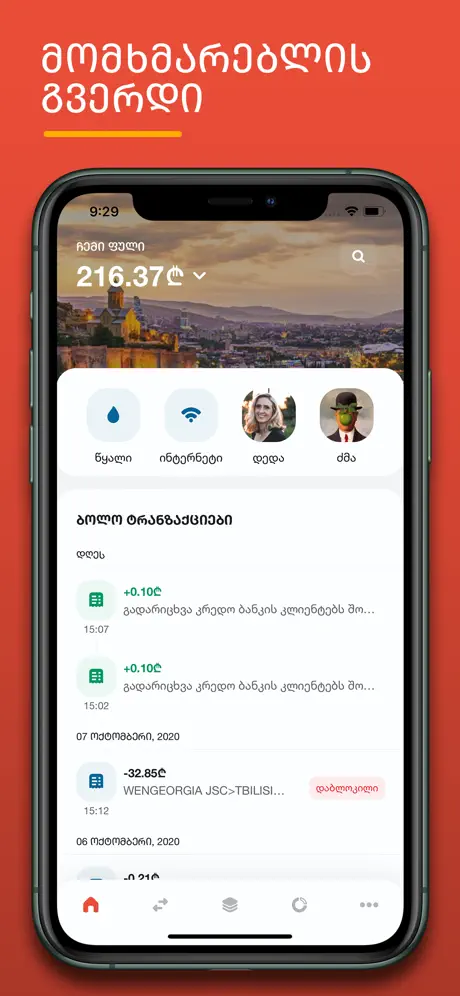 მომხმარებლის
გვერდი
9:29
ჩემი ფული
216.37₾
წყალი
ინტერნეტი
დედა
ძმა
ბოლო ტრანზაქციები
დღეს
+0.10₾
გადარიცხვა კრედო ბანკის კლიენტებს შო...
15:07
+0.10₾
გადარიცხვა კრედო ბანკის კლიენტებს შო...
15:02
07 ოქტომბერი, 2020
-32.85₾
WENGEORGIA JSC>TBILISI...
დაბლოკილი
15:12
06 ოქტომბერი, 2020
-0.21₾